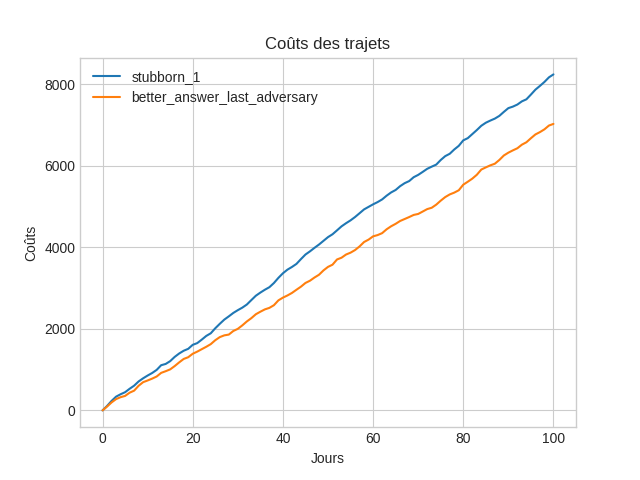 Coûts des trajets
stubborn_1
better_answer_last_adversary
Coûts
8000
6000
4000
2000
0
0 20 40 60 80 100
Jours